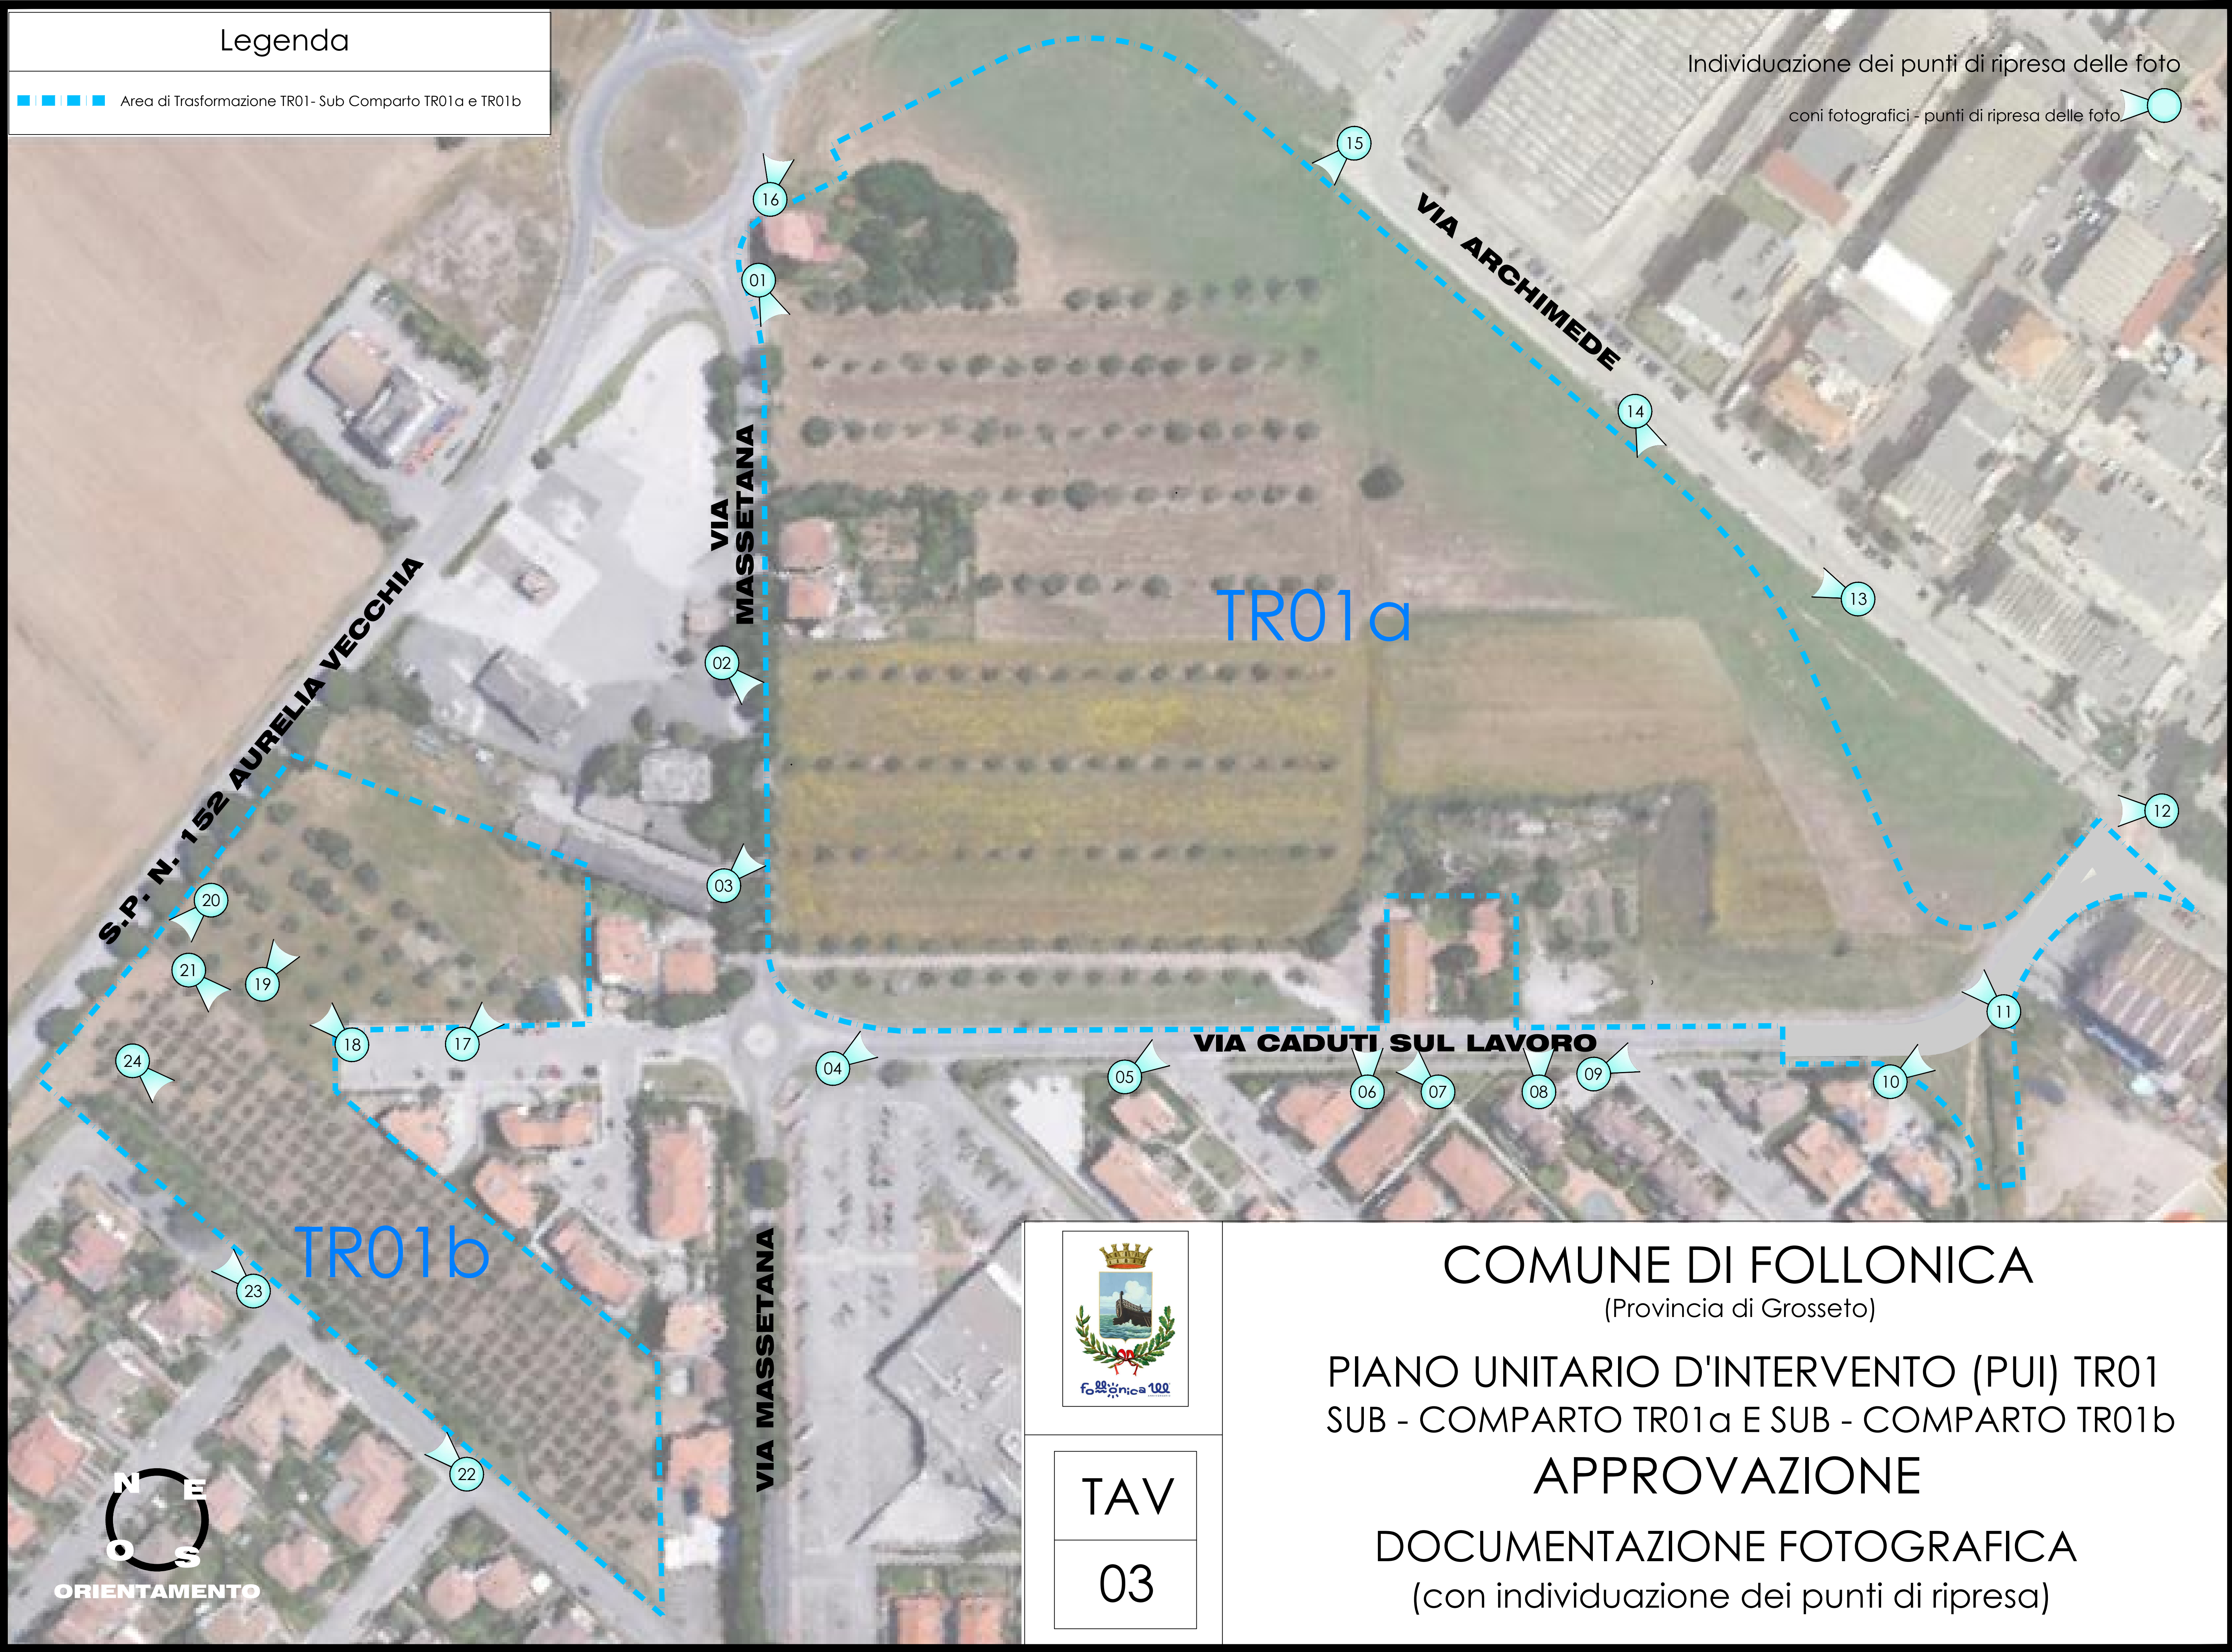 Legenda
Area di Trasformazione TR01- Sub Comparto TR01a e TR01b
Individuazione dei punti di ripresa delle foto
coni fotografici - punti di ripresa delle foto
15
16
VIA ARCHIMEDE
01
14
VIA
MASSETANA
13
TR01a
S.P. N. 152 AURELIA VECCHIA
02
12
03
20
21
19
11
18
17
VIA CADUTI SUL LAVORO
24
04
05
06
07
08
09
10
TR01b
23
VIA MASSETANA
22
N
E
O
S
ORIENTAMENTO
follonica 100
TAV
03
COMUNE DI FOLLONICA
(Provincia di Grosseto)
PIANO UNITARIO D'INTERVENTO (PUI) TR01
SUB - COMPARTO TR01a E SUB - COMPARTO TR01b
APPROVAZIONE
DOCUMENTAZIONE FOTOGRAFICA
(con individuazione dei punti di ripresa)